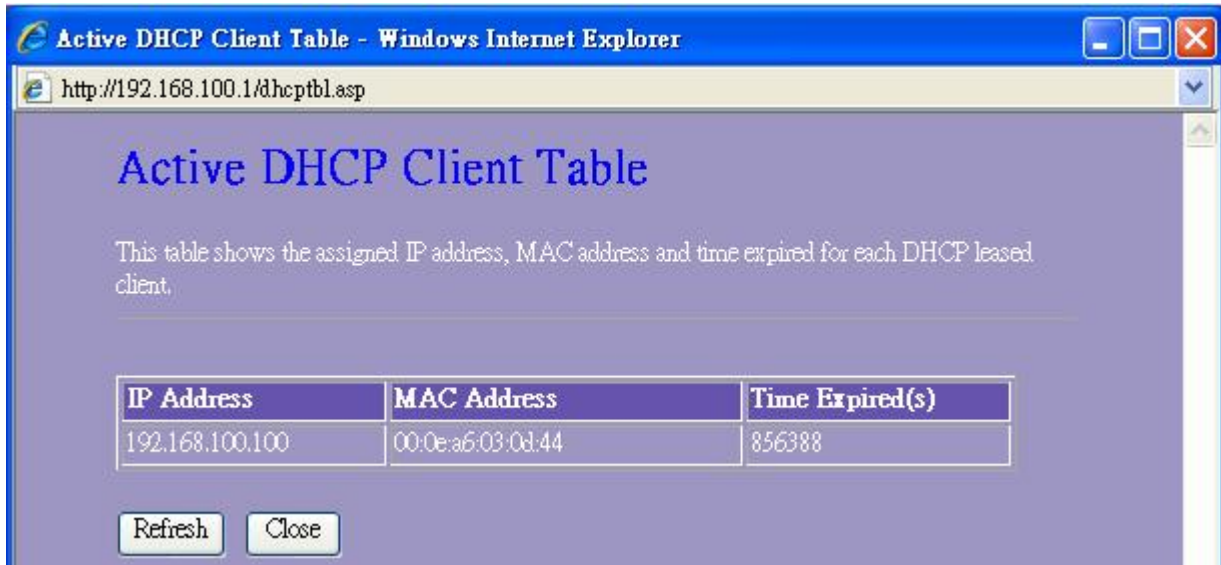 Active DHCP Client Table - Windows Internet Explorer
http://192.168.100.1/dhcptbl.asp
Active DHCP Client Table
This table shows the assigned IP address, MAC address and time expired for each DHCP leased
client.
IP Address MAC Address Time Expired(s)
192.168.100.100 00:0e:a6:03:0d:44 856388
Refresh Close